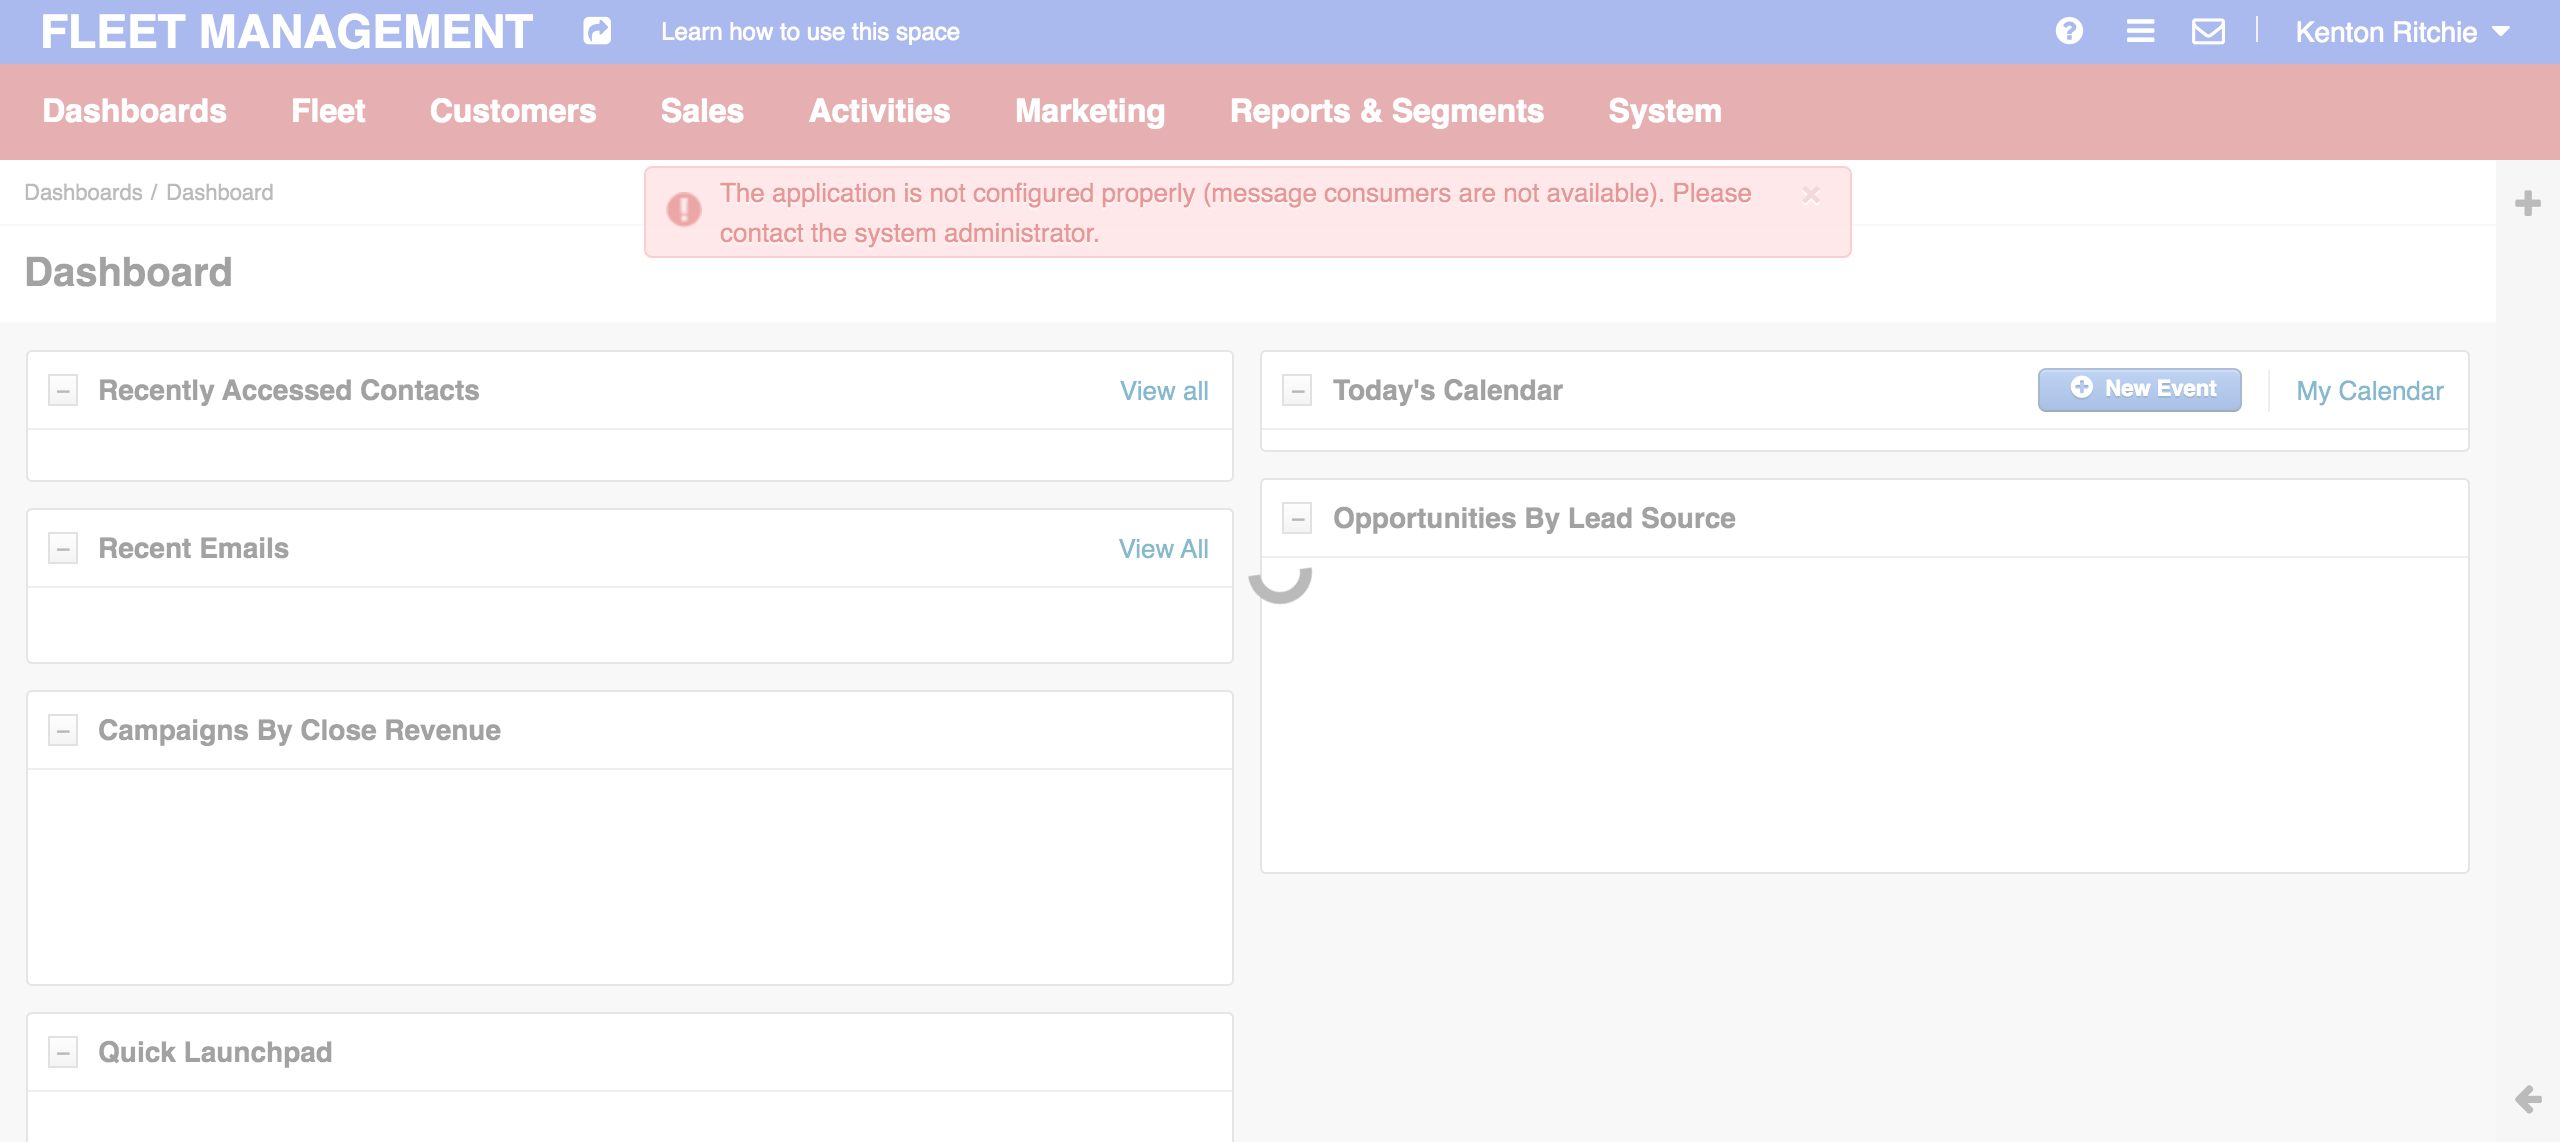 FLEET MANAGEMENT
Learn how to use this space
Kenton Ritchie
Dashboards
Fleet
Customers
Sales
Activities
Marketing
Reports & Segments
System
Dashboards / Dashboard
The application is not configured properly (message consumers are not available). Please
contact the system administrator.
Dashboard
Recently Accessed Contacts
View all
Recent Emails
View All
Campaigns By Close Revenue
Quick Launchpad
Today's Calendar
New Event
My Calendar
Opportunities By Lead Source